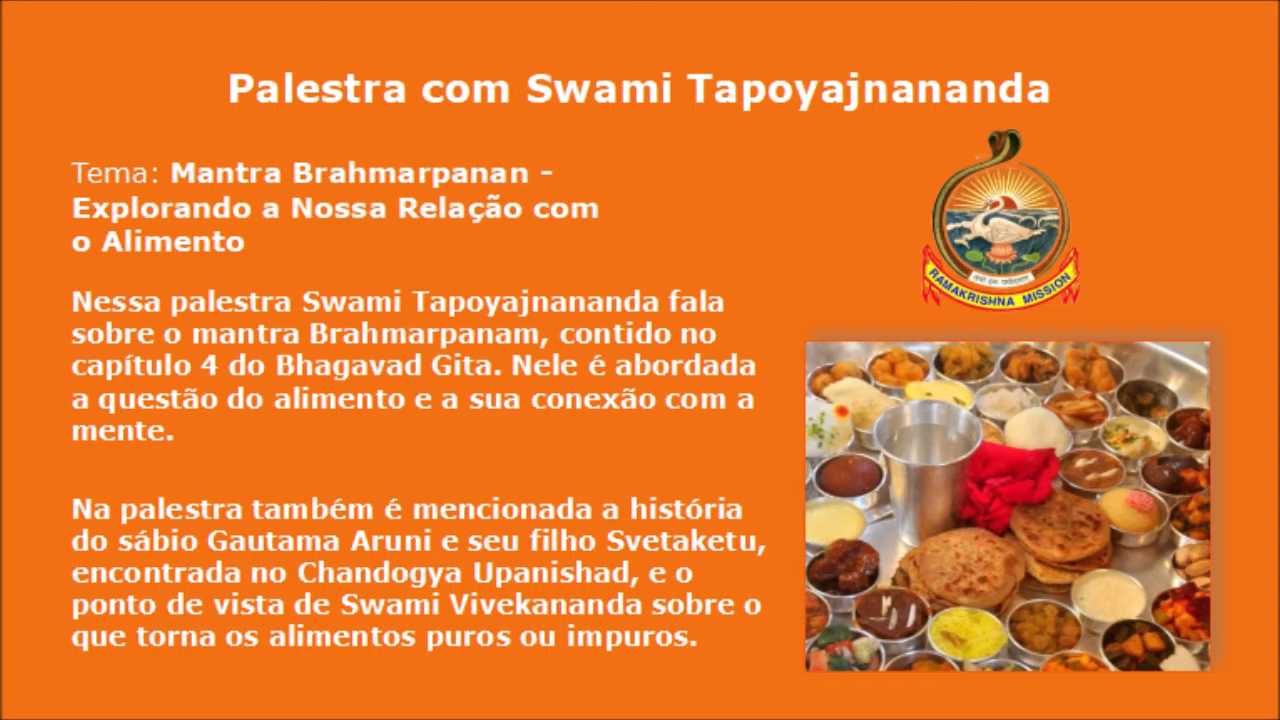 Palestra com Swami Tapoyajnananda
Tema: Mantra Brahmarpanan -
Explorando a Nossa Relação com
o Alimento
Nessa palestra Swami Tapoyajnananda fala
sobre o mantra Brahmarpanam, contido no
capítulo 4 do Bhagavad Gita. Nele é abordada
a questão do alimento e a sua conexão com a
mente.
Na palestra também é mencionada a história
do sábio Gautama Aruni e seu filho Svetaketu,
encontrada no Chandogya Upanishad, e o
ponto de vista de Swami Vivekananda sobre o
que torna os alimentos puros ou impuros.
RAMAKRISHNA MISSION